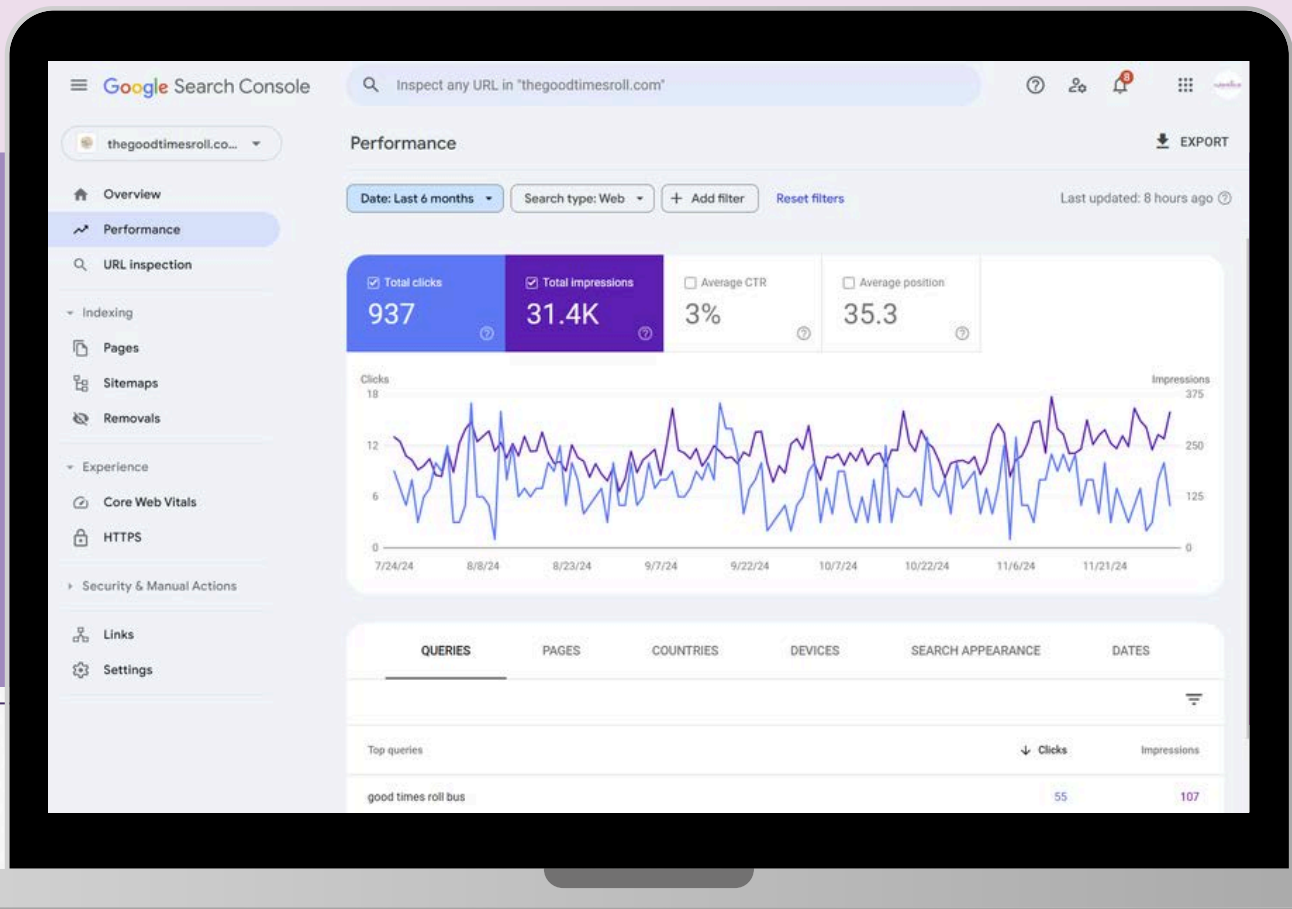 Google Search Console
Inspect any URL in "thegoodtimesroll.com"
8
thegoodtimesroll.co...
Overview
Performance
URL inspection
Indexing
Pages
Sitemaps
Removals
Experience
Core Web Vitals
HTTPS
Security & Manual Actions
Links
Settings
Performance
EXPORT
Date: Last 6 months
Search type: Web
+ Add filter
Reset filters
Last updated: 8 hours ago
Total clicks
937
Total impressions
31.4K
Average CTR
3%
Average position
35.3
Clicks
Impressions
18
375
12
250
6
125
0
0
7/24/24 8/8/24 8/23/24 9/7/24 9/22/24 10/7/24 10/22/24 11/6/24 11/21/24
QUERIES PAGES COUNTRIES DEVICES SEARCH APPEARANCE DATES
Top queries Clicks Impressions
good times roll bus 55 107